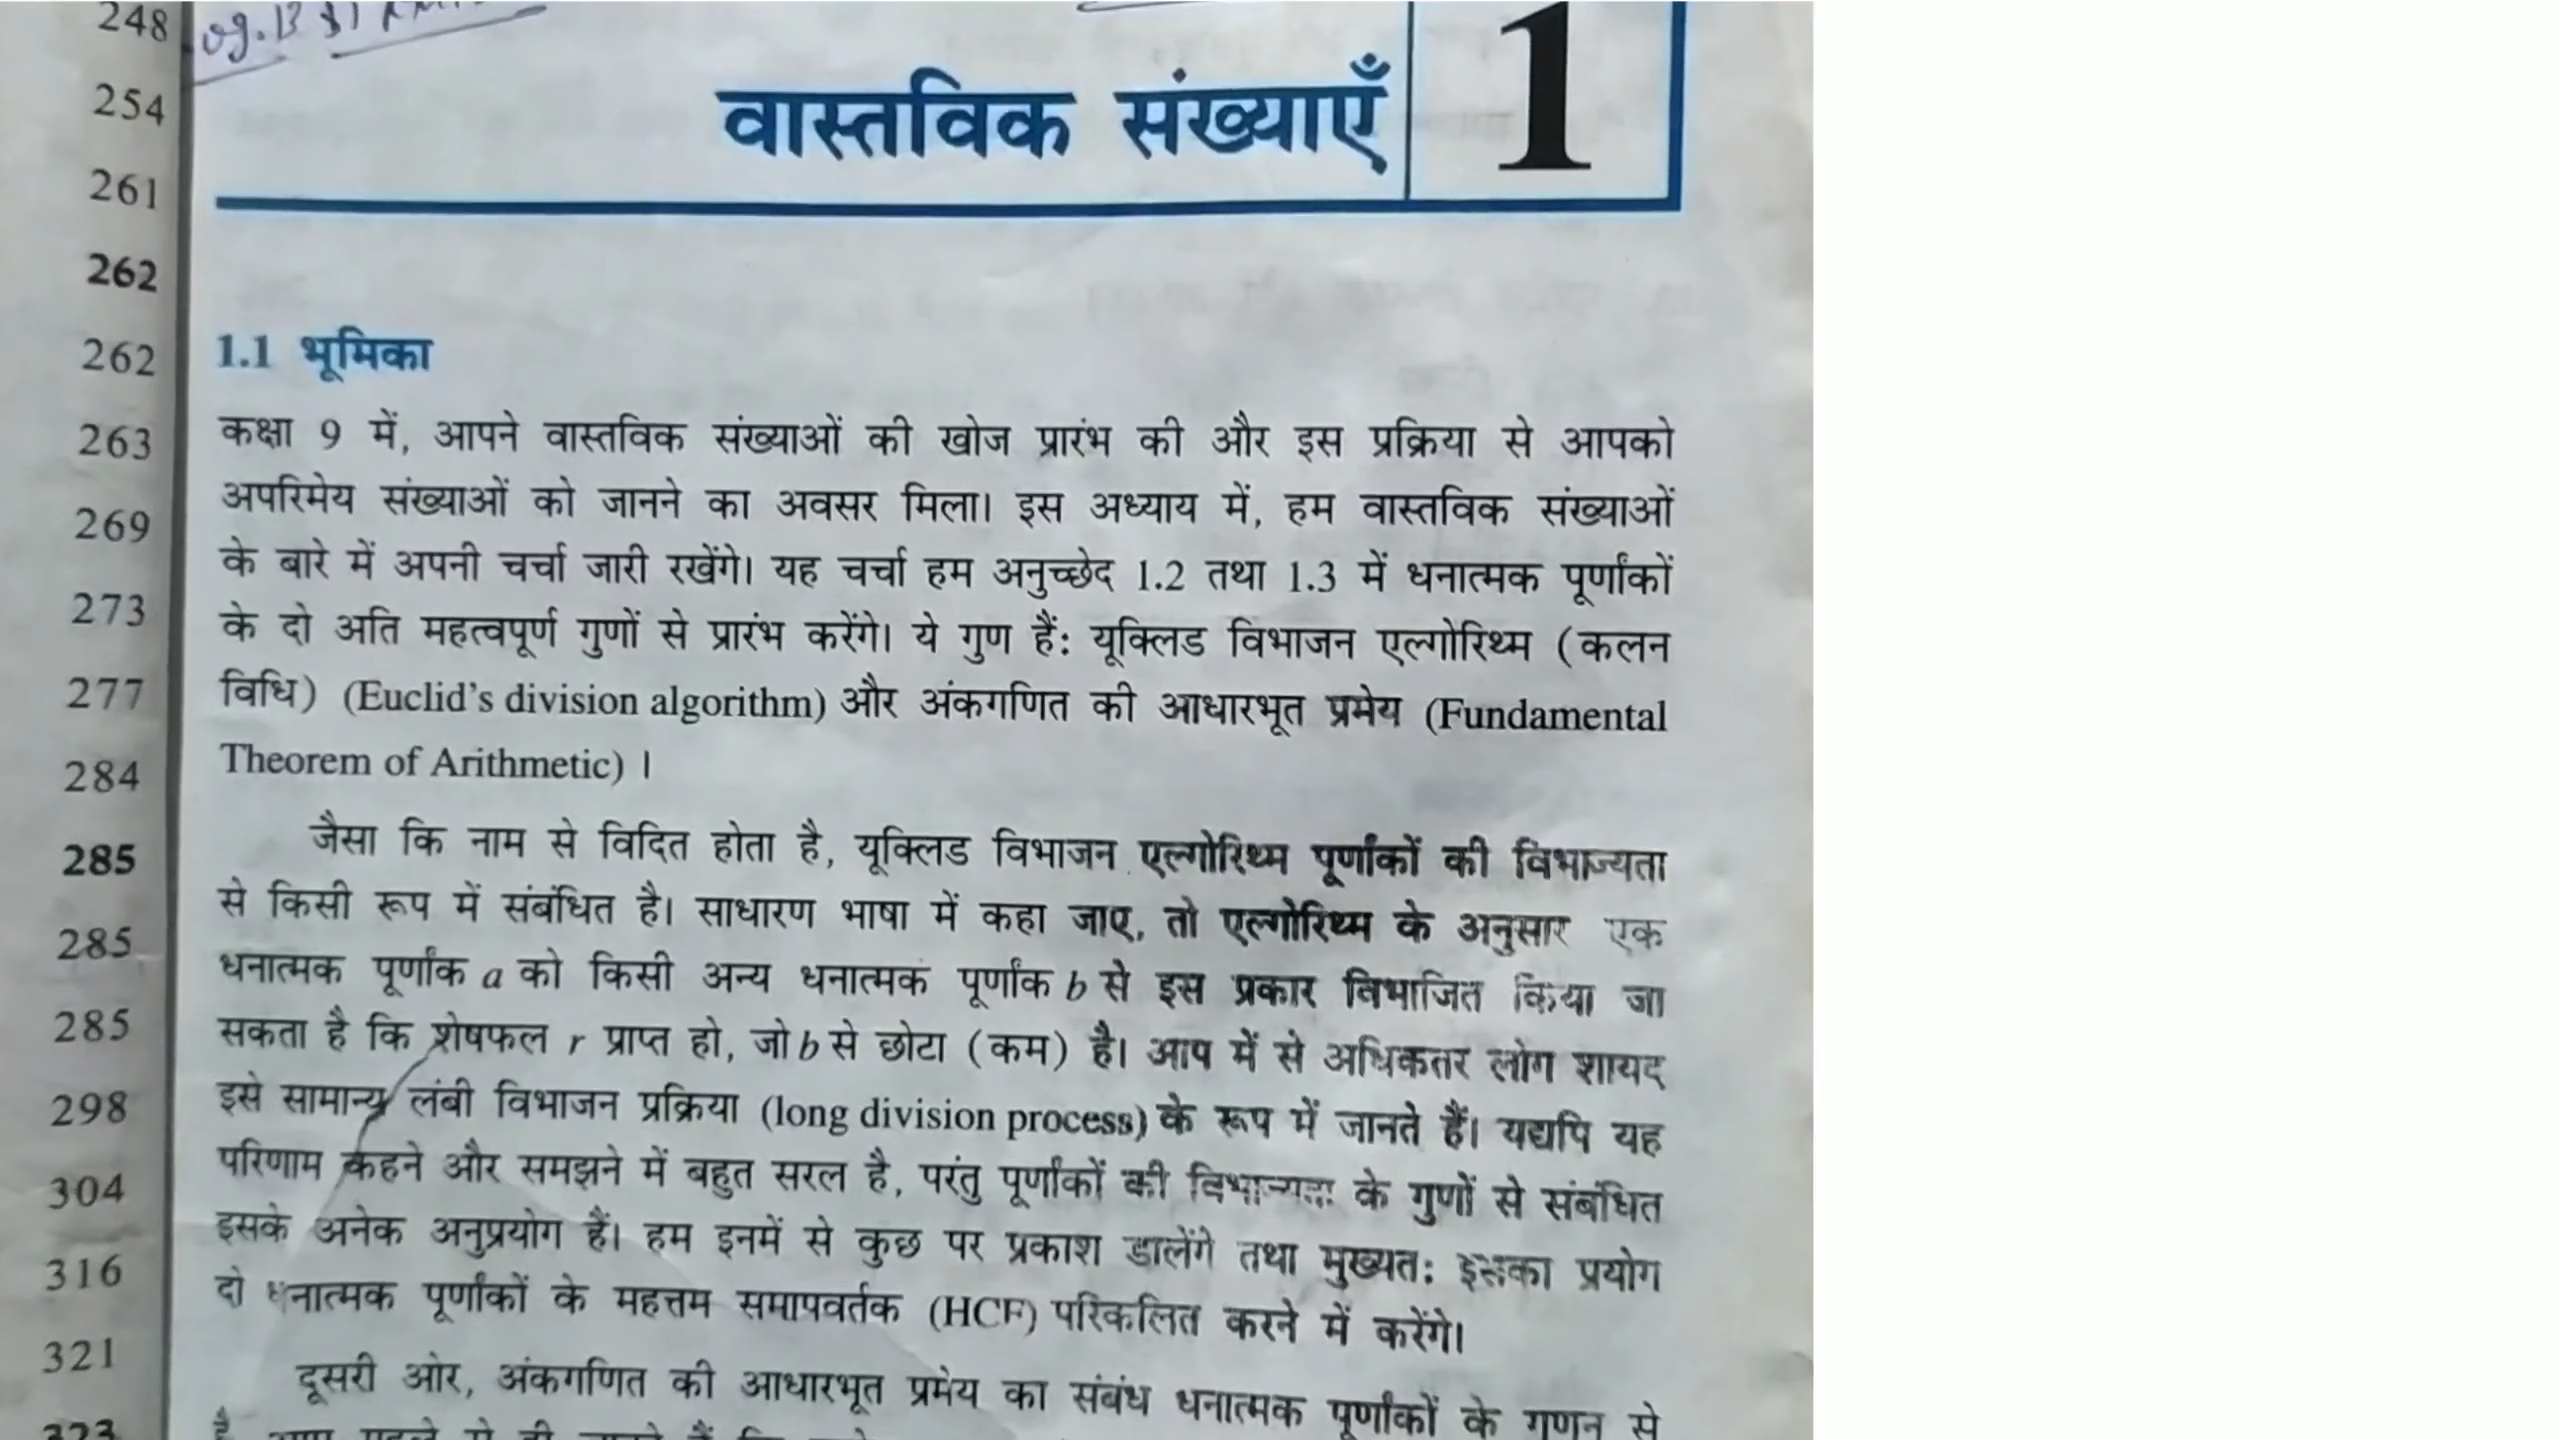 248
254
261
262
262
263
269
273
277
284
285
285
285
298
304
316
321
323
वास्तविक संख्याएँ 1
1.1 भूमिका
कक्षा 9 में, आपने वास्तविक संख्याओं की खोज प्रारंभ की और इस प्रक्रिया से आपको
अपरिमेय संख्याओं को जानने का अवसर मिला। इस अध्याय में, हम वास्तविक संख्याओं
के बारे में अपनी चर्चा जारी रखेंगे। यह चर्चा हम अनुच्छेद 1.2 तथा 1.3 में धनात्मक पूर्णांकों
के दो अति महत्वपूर्ण गुणों से प्रारंभ करेंगे। ये गुण हैं: यूक्लिड विभाजन एल्गोरिथ्म (कलन
विधि) (Euclid's division algorithm) और अंकगणित की आधारभूत प्रमेय (Fundamental
Theorem of Arithmetic) ।
जैसा कि नाम से विदित होता है, यूक्लिड विभाजन एल्गोरिथ्म पूर्णांकों की विभाज्यता
से किसी रूप में संबंधित है। साधारण भाषा में कहा जाए, तो एल्गोरिथ्म के अनुसार एक
धनात्मक पूर्णांक a को किसी अन्य धनात्मक पूर्णांक b से इस प्रकार विभाजित किया जा
सकता है कि शेषफल r प्राप्त हो, जो b से छोटा (कम) है। आप में से अधिकतर लोग शायद
इसे सामान्य लंबी विभाजन प्रक्रिया (long division process) के रूप में जानते हैं। यद्यपि यह
परिणाम कहने और समझने में बहुत सरल है, परंतु पूर्णांकों की विभाज्यता के गुणों से संबंधित
इसके अनेक अनुप्रयोग हैं। हम इनमें से कुछ पर प्रकाश डालेंगे तथा मुख्यत: इसका प्रयोग
दो धनात्मक पूर्णांकों के महत्तम समापवर्तक (HCF) परिकलित करने में करेंगे।
दूसरी ओर, अंकगणित की आधारभूत प्रमेय का संबंध धनात्मक पूर्णांकों के गुणन से